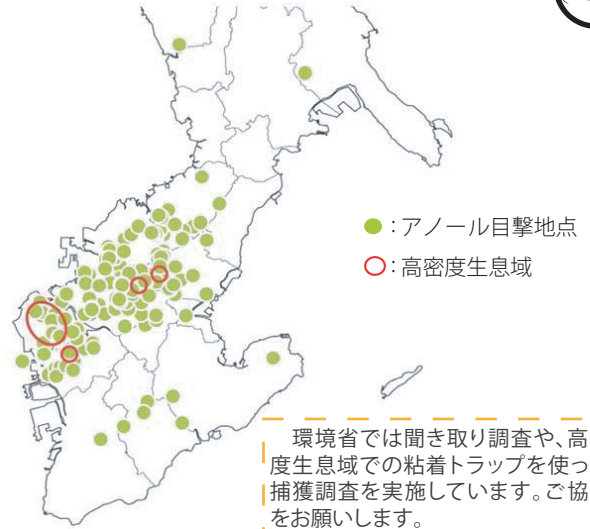 ●：アノール目撃地点
○：高密度生息域
環境省では聞き取り調査や、高
度生息域での粘着トラップを使っ
捕獲調査を実施しています。ご協
をお願いします。